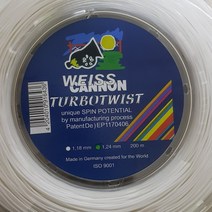 WEISS
CANNON
TURBOTWIST
unique SPIN POTENTIAL
by manufacturing process
Patent(De) EP1170406
1.18 mm 1.24 mm 200 m
Made in Germany created for the World
ISO 9001